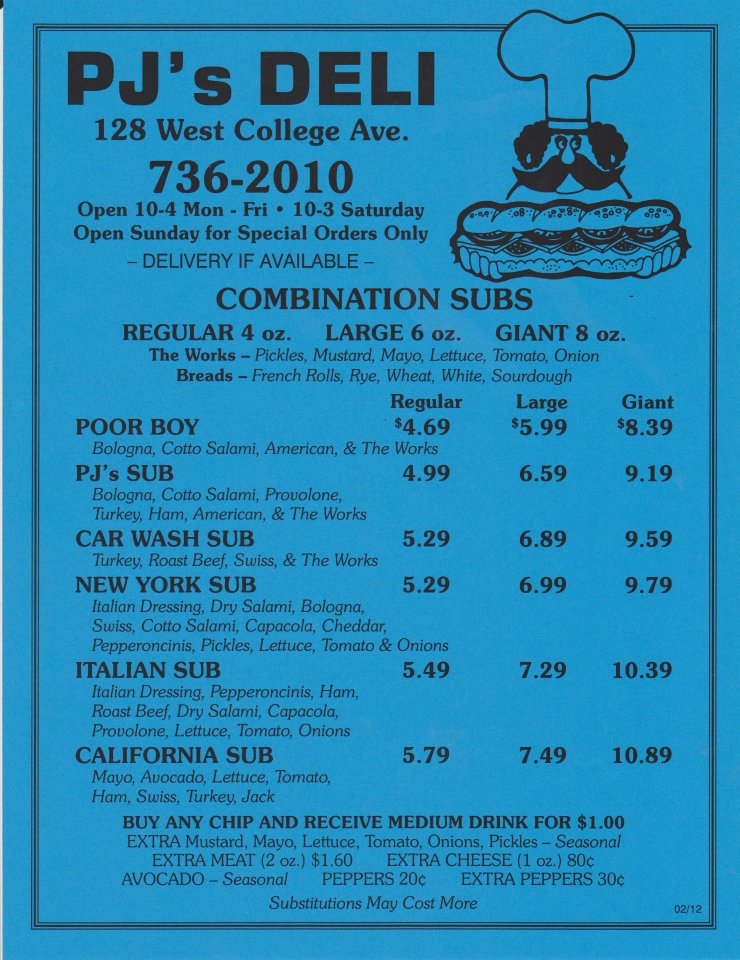 PJ's DELI
128 West College Ave.
736-2010
Open 10-4 Mon - Fri • 10-3 Saturday
Open Sunday for Special Orders Only
– DELIVERY IF AVAILABLE –
COMBINATION SUBS
REGULAR 4 oz. LARGE 6 oz. GIANT 8 oz.
The Works – Pickles, Mustard, Mayo, Lettuce, Tomato, Onion
Breads – French Rolls, Rye, Wheat, White, Sourdough
Regular Large Giant
POOR BOY $4.69 $5.99 $8.39
Bologna, Cotto Salami, American, & The Works
PJ's SUB 4.99 6.59 9.19
Bologna, Cotto Salami, Provolone,
Turkey, Ham, American, & The Works
CAR WASH SUB 5.29 6.89 9.59
Turkey, Roast Beef, Swiss, & The Works
NEW YORK SUB 5.29 6.99 9.79
Italian Dressing, Dry Salami, Bologna,
Swiss, Cotto Salami, Capacola, Cheddar,
Pepperoncinis, Pickles, Lettuce, Tomato & Onions
ITALIAN SUB 5.49 7.29 10.39
Italian Dressing, Pepperoncinis, Ham,
Roast Beef, Dry Salami, Capacola,
Provolone, Lettuce, Tomato, Onions
CALIFORNIA SUB 5.79 7.49 10.89
Mayo, Avocado, Lettuce, Tomato,
Ham, Swiss, Turkey, Jack
BUY ANY CHIP AND RECEIVE MEDIUM DRINK FOR $1.00
EXTRA Mustard, Mayo, Lettuce, Tomato, Onions, Pickles – Seasonal
EXTRA MEAT (2 oz.) $1.60 EXTRA CHEESE (1 oz.) 80¢
AVOCADO – Seasonal PEPPERS 20¢ EXTRA PEPPERS 30¢
Substitutions May Cost More
02/12